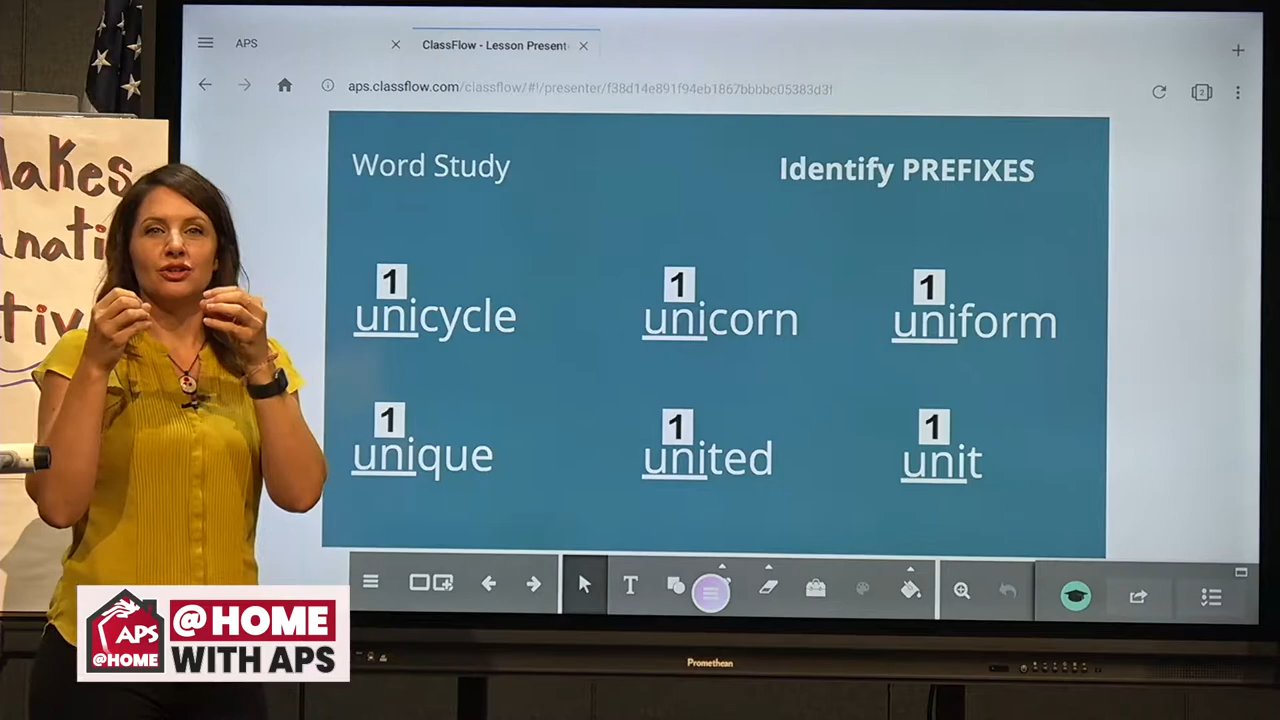 APS
ClassFlow - Lesson Present
aps.classflow.com/classflow/#!/presenter/f38d14e891f94eb1867bbbbc05383d3f
2
Word Study
Identify PREFIXES
1
1
1
unicycle
unicorn
uniform
1
1
1
unique
united
unit
T
Promethean
APS
@HOME
@HOME
WITH APS